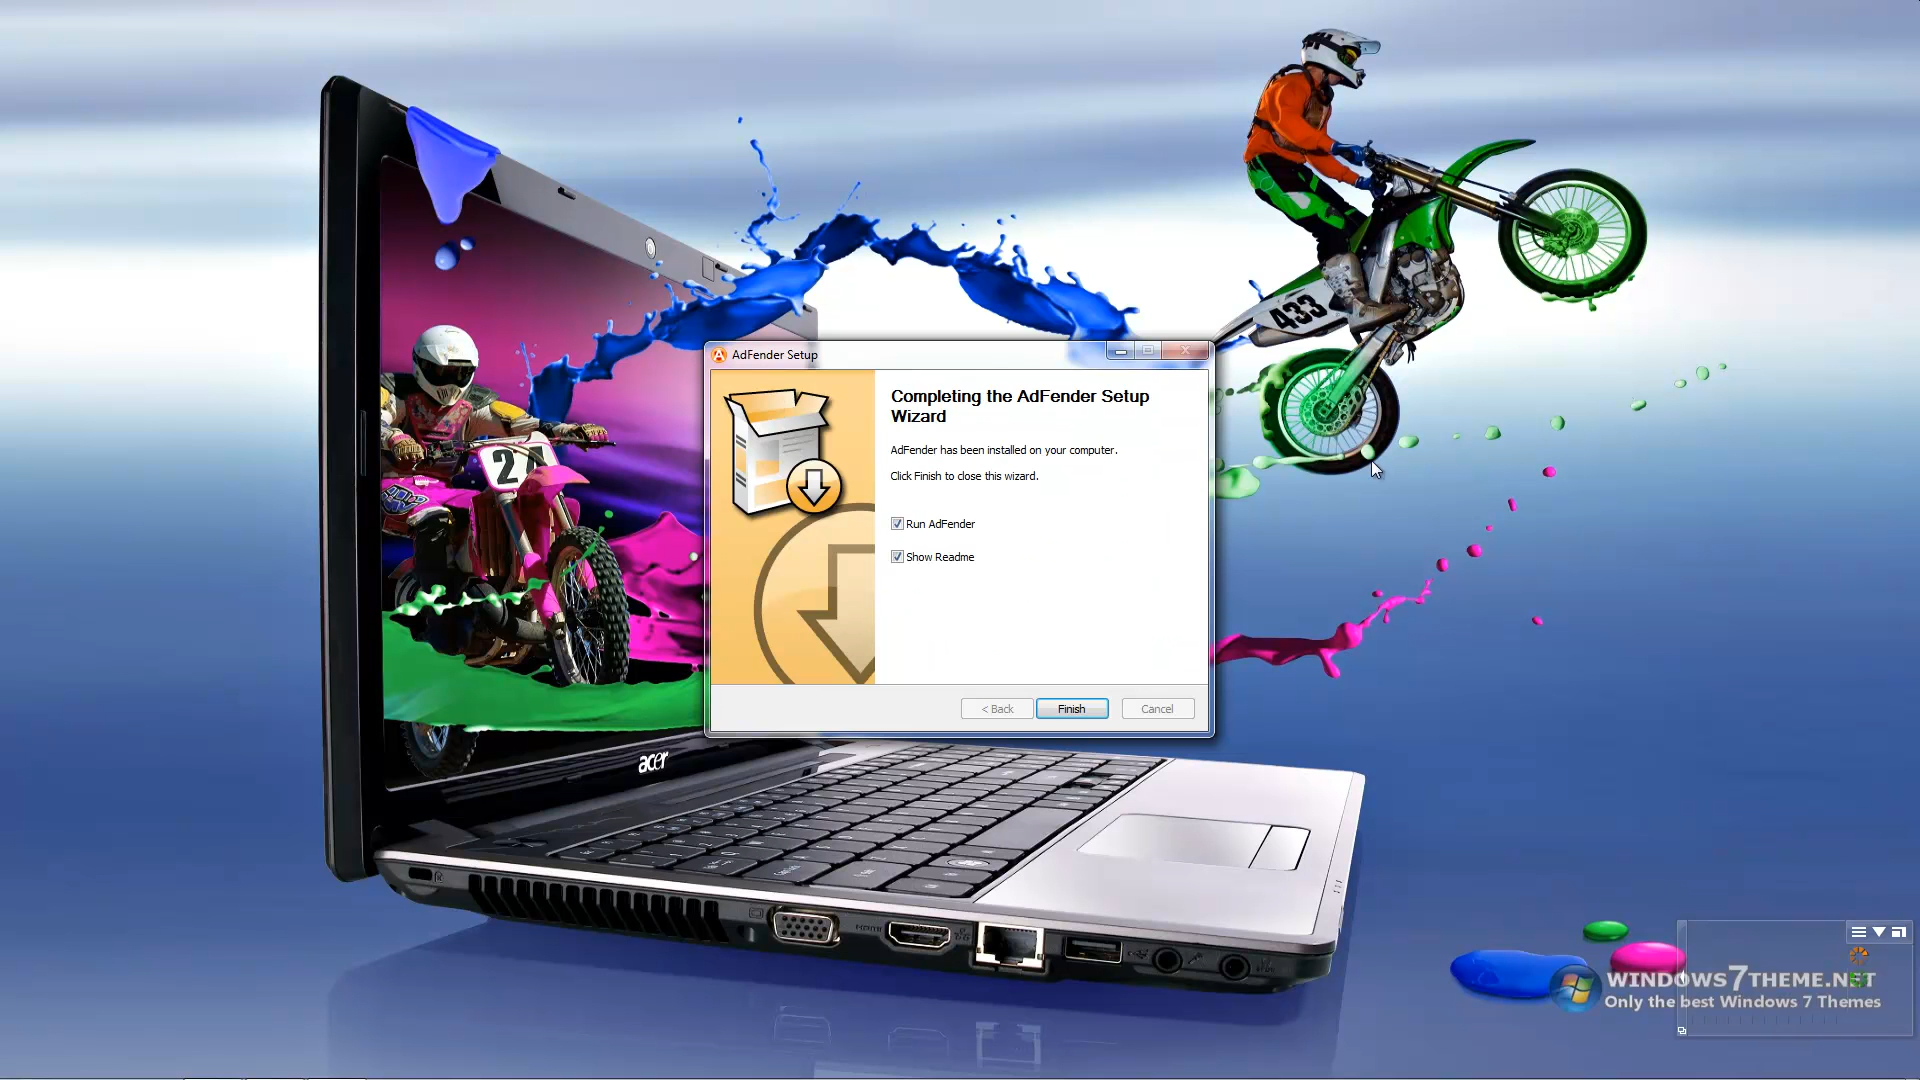 433
AdFender Setup
Completing the AdFender Setup
Wizard
AdFender has been installed on your computer.
Click Finish to close this wizard.
24
Run AdFender
Show Readme
< Back
Finish
Cancel
acer
HDMI
WINDOWS7THEME.NET
Only the best Windows 7 Themes